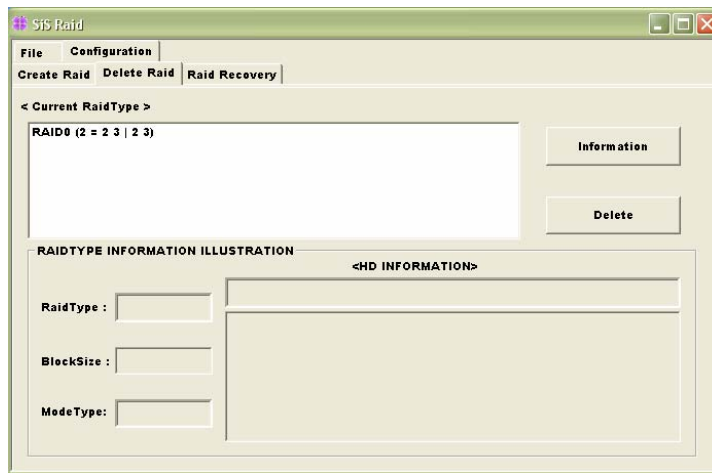 SiS Raid
File Configuration
Create Raid Delete Raid Raid Recovery
< Current RaidType >
RAID0 (2 = 2 3 | 2 3)
Information
Delete
RAIDTYPE INFORMATION ILLUSTRATION
<HD INFORMATION>
RaidType :
BlockSize :
ModeType: